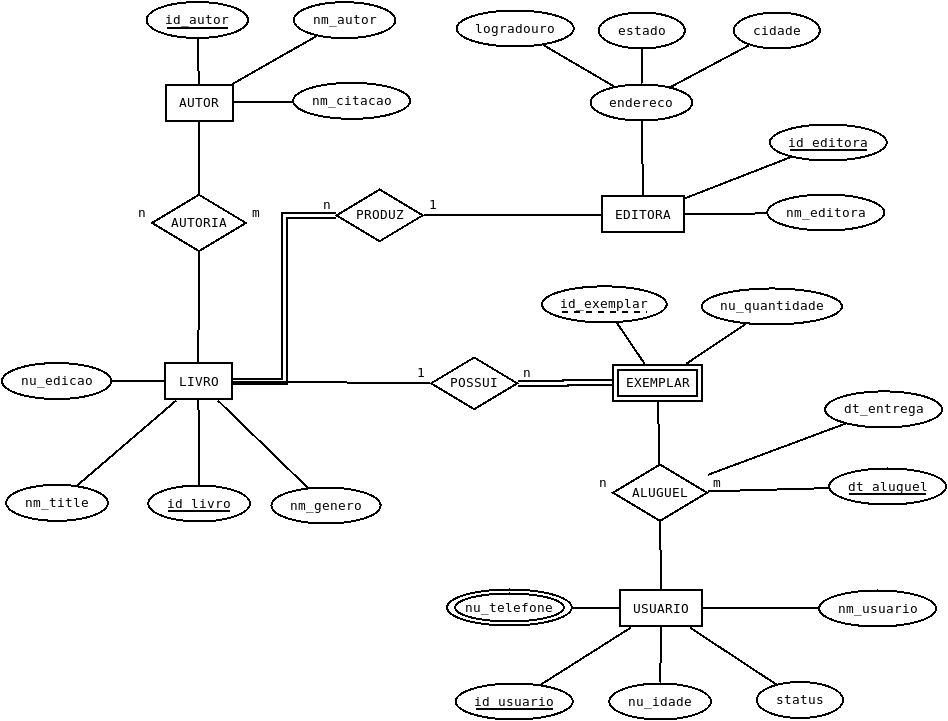 id_autor
nm_autor
logradouro
estado
cidade
AUTOR
nm_citacao
endereco
id_editora
n
AUTORIA
m
n
PRODUZ
1
EDITORA
nm_editora
id_exemplar
nu_quantidade
nu_edicao
LIVRO
1
POSSUI
n
EXEMPLAR
dt_entrega
nm_title
id_livro
nm_genero
n
ALUGUEL
m
dt_aluguel
nu_telefone
USUARIO
nm_usuario
id_usuario
nu_idade
status